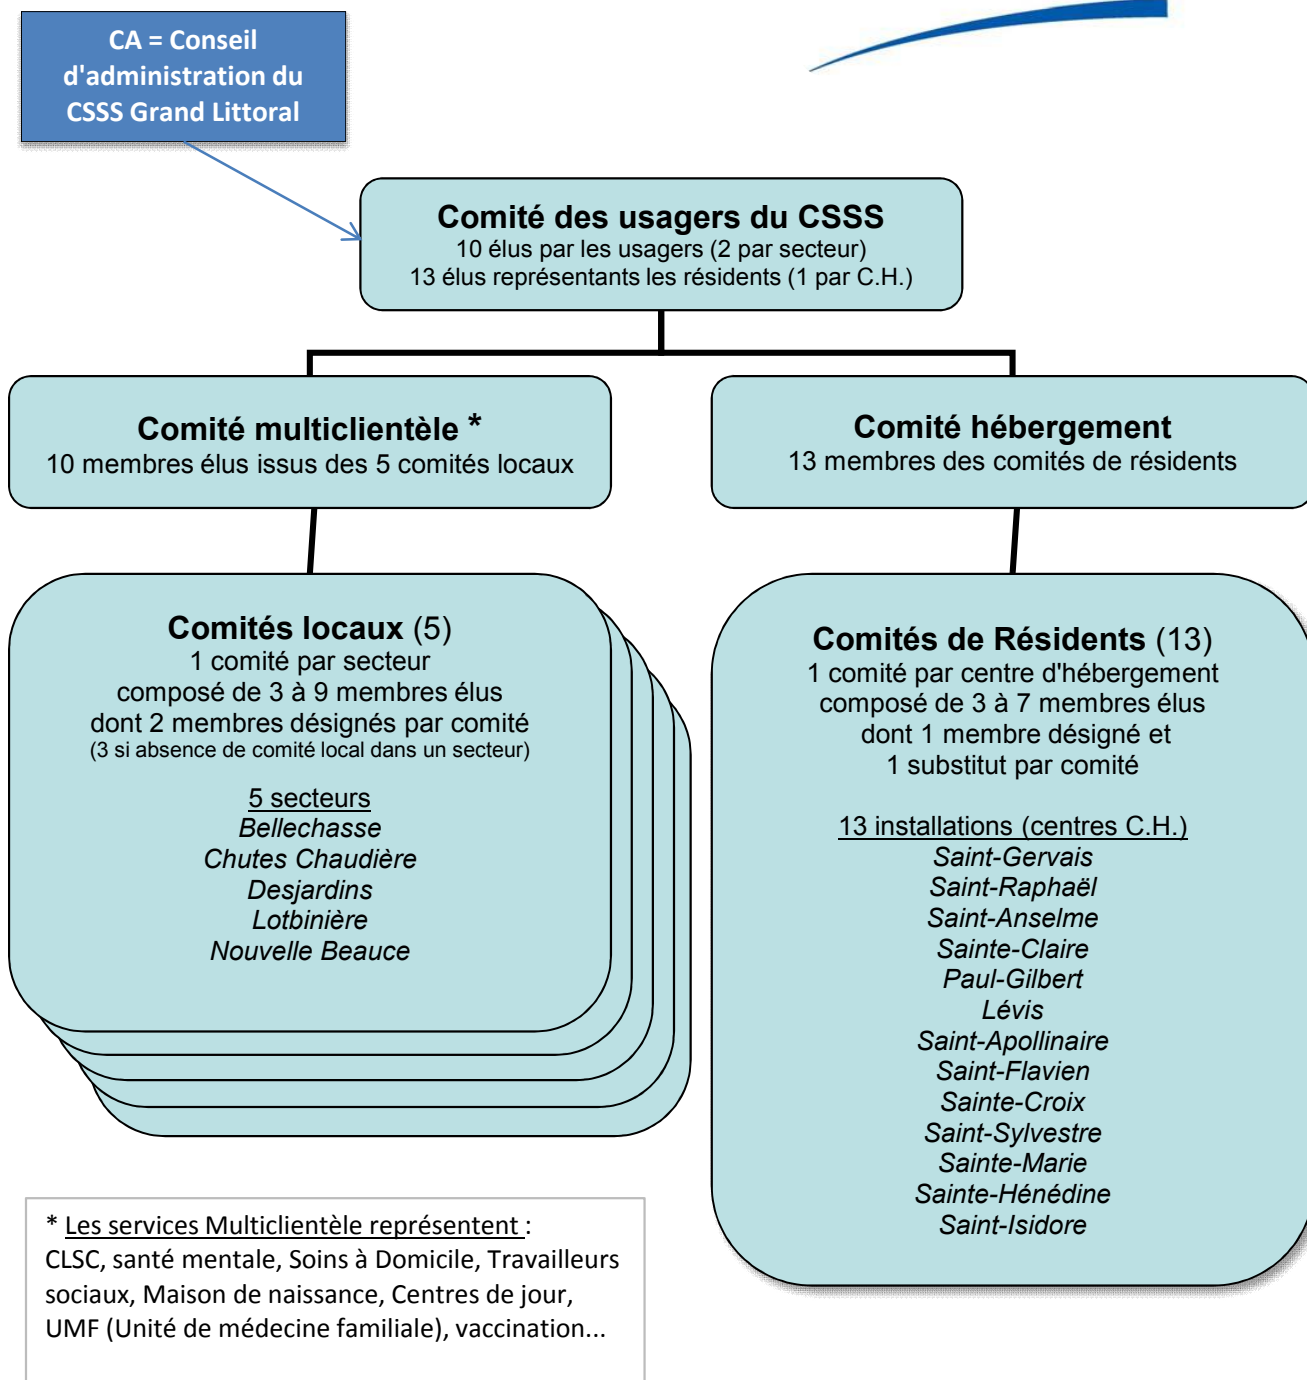 CA = Conseil
d'administration du
CSSS Grand Littoral
Comité des usagers du CSSS
10 élus par les usagers (2 par secteur)
13 élus représentants les résidents (1 par C.H.)
Comité multiclientèle *
10 membres élus issus des 5 comités locaux
Comité hébergement
13 membres des comités de résidents
Comités locaux (5)
1 comité par secteur
composé de 3 à 9 membres élus
dont 2 membres désignés par comité
(3 si absence de comité local dans un secteur)
5 secteurs
Bellechasse
Chutes Chaudière
Desjardins
Lotbinière
Nouvelle Beauce
Comités de Résidents (13)
1 comité par centre d'hébergement
composé de 3 à 7 membres élus
dont 1 membre désigné et
1 substitut par comité
13 installations (centres C.H.)
Saint-Gervais
Saint-Raphaël
Saint-Anselme
Sainte-Claire
Paul-Gilbert
Lévis
Saint-Apollinaire
Saint-Flavien
Sainte-Croix
Saint-Sylvestre
Sainte-Marie
Sainte-Hénédine
Saint-Isidore
* Les services Multiclientèle représentent :
CLSC, santé mentale, Soins à Domicile, Travailleurs
sociaux, Maison de naissance, Centres de jour,
UMF (Unité de médecine familiale), vaccination...